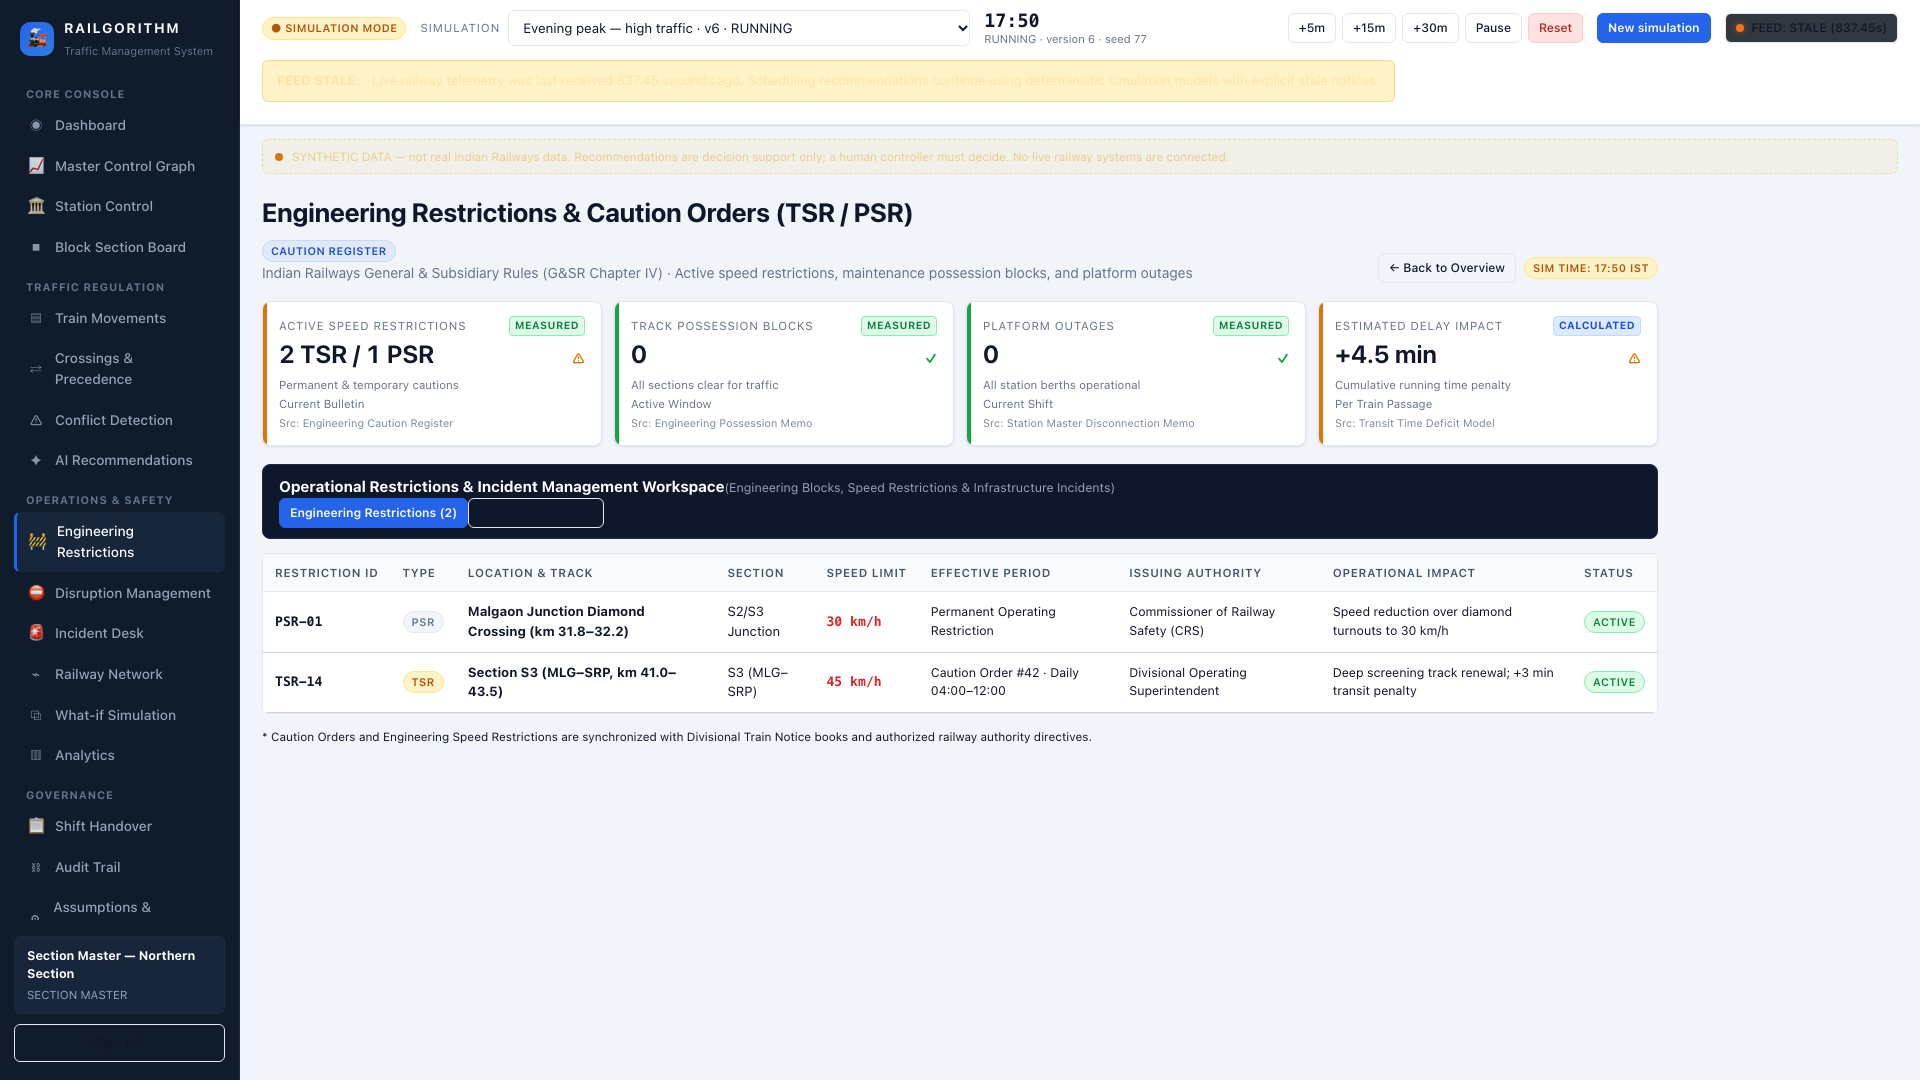 RAILGORITHM
Traffic Management System
CORE CONSOLE
Dashboard
Master Control Graph
Station Control
Block Section Board
TRAFFIC REGULATION
Train Movements
Crossings &
Precedence
Conflict Detection
AI Recommendations
OPERATIONS & SAFETY
Engineering
Restrictions
Disruption Management
Incident Desk
Railway Network
What-if Simulation
Analytics
GOVERNANCE
Shift Handover
Audit Trail
Assumptions &
Section Master — Northern
Section
SECTION MASTER
SIMULATION MODE
SIMULATION
Evening peak — high traffic · v6 · RUNNING
17:50
RUNNING · version 6 · seed 77
+5m
+15m
+30m
Pause
Reset
New simulation
FEED: STALE (837.45s)
FEED STALE: Live railway telemetry was last received 837.45 seconds ago. Scheduling recommendations continue using deterministic simulation models with explicit stale notices.
SYNTHETIC DATA — not real Indian Railways data. Recommendations are decision support only; a human controller must decide. No live railway systems are connected.
Engineering Restrictions & Caution Orders (TSR / PSR)
CAUTION REGISTER
Indian Railways General & Subsidiary Rules (G&SR Chapter IV) · Active speed restrictions, maintenance possession blocks, and platform outages
← Back to Overview
SIM TIME: 17:50 IST
ACTIVE SPEED RESTRICTIONS
MEASURED
2 TSR / 1 PSR
Permanent & temporary cautions
Current Bulletin
Src: Engineering Caution Register
TRACK POSSESSION BLOCKS
MEASURED
0
All sections clear for traffic
Active Window
Src: Engineering Possession Memo
PLATFORM OUTAGES
MEASURED
0
All station berths operational
Current Shift
Src: Station Master Disconnection Memo
ESTIMATED DELAY IMPACT
CALCULATED
+4.5 min
Cumulative running time penalty
Per Train Passage
Src: Transit Time Deficit Model
Operational Restrictions & Incident Management Workspace(Engineering Blocks, Speed Restrictions & Infrastructure Incidents)
Engineering Restrictions (2)
RESTRICTION ID TYPE LOCATION & TRACK SECTION SPEED LIMIT EFFECTIVE PERIOD ISSUING AUTHORITY OPERATIONAL IMPACT STATUS
PSR-01
PSR
Malgaon Junction Diamond
Crossing (km 31.8–32.2)
S2/S3
Junction
30 km/h
Permanent Operating
Restriction
Commissioner of Railway
Safety (CRS)
Speed reduction over diamond
turnouts to 30 km/h
ACTIVE
TSR-14
TSR
Section S3 (MLG–SRP, km 41.0–
43.5)
S3 (MLG–
SRP)
45 km/h
Caution Order #42 · Daily
04:00–12:00
Divisional Operating
Superintendent
Deep screening track renewal; +3 min
transit penalty
ACTIVE
* Caution Orders and Engineering Speed Restrictions are synchronized with Divisional Train Notice books and authorized railway authority directives.